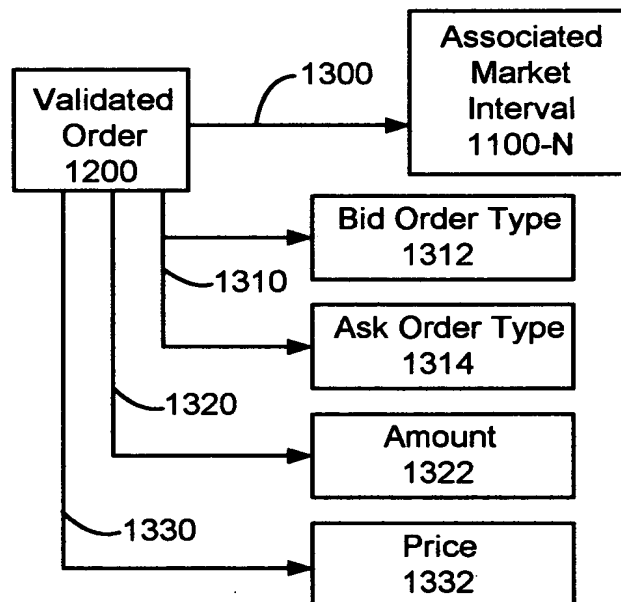 Associated
Market
Interval
1100-N
1300
Validated
Order
1200
Bid Order Type
1312
1310
Ask Order Type
1314
1320
Amount
1322
1330
Price
1332